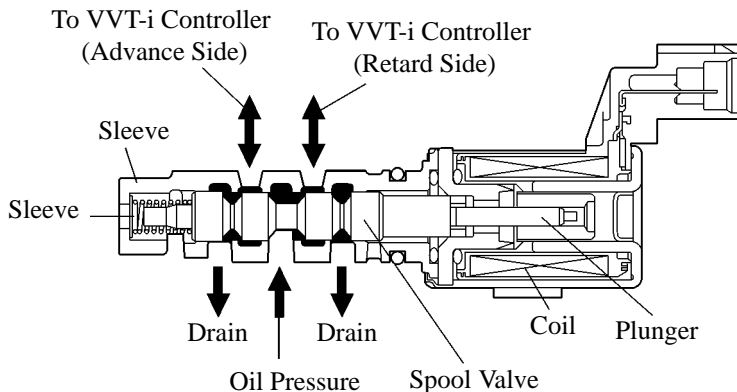 To VVT-i Controller
(Advance Side)
To VVT-i Controller
(Retard Side)
Sleeve
Sleeve
Drain
Drain
Coil
Plunger
Oil Pressure
Spool Valve